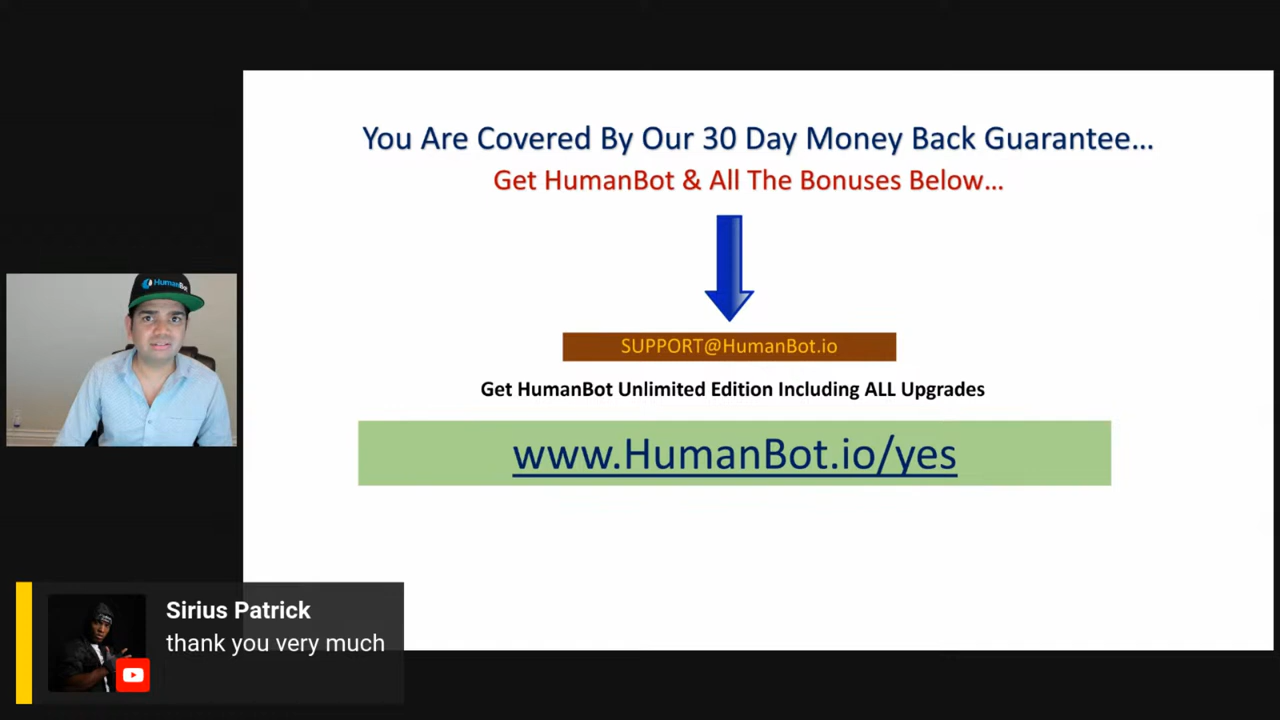 You Are Covered By Our 30 Day Money Back Guarantee…
Get HumanBot & All The Bonuses Below…
SUPPORT@HumanBot.io
Get HumanBot Unlimited Edition Including ALL Upgrades
www.HumanBot.io/yes
HumanBot
Sirius Patrick
thank you very much